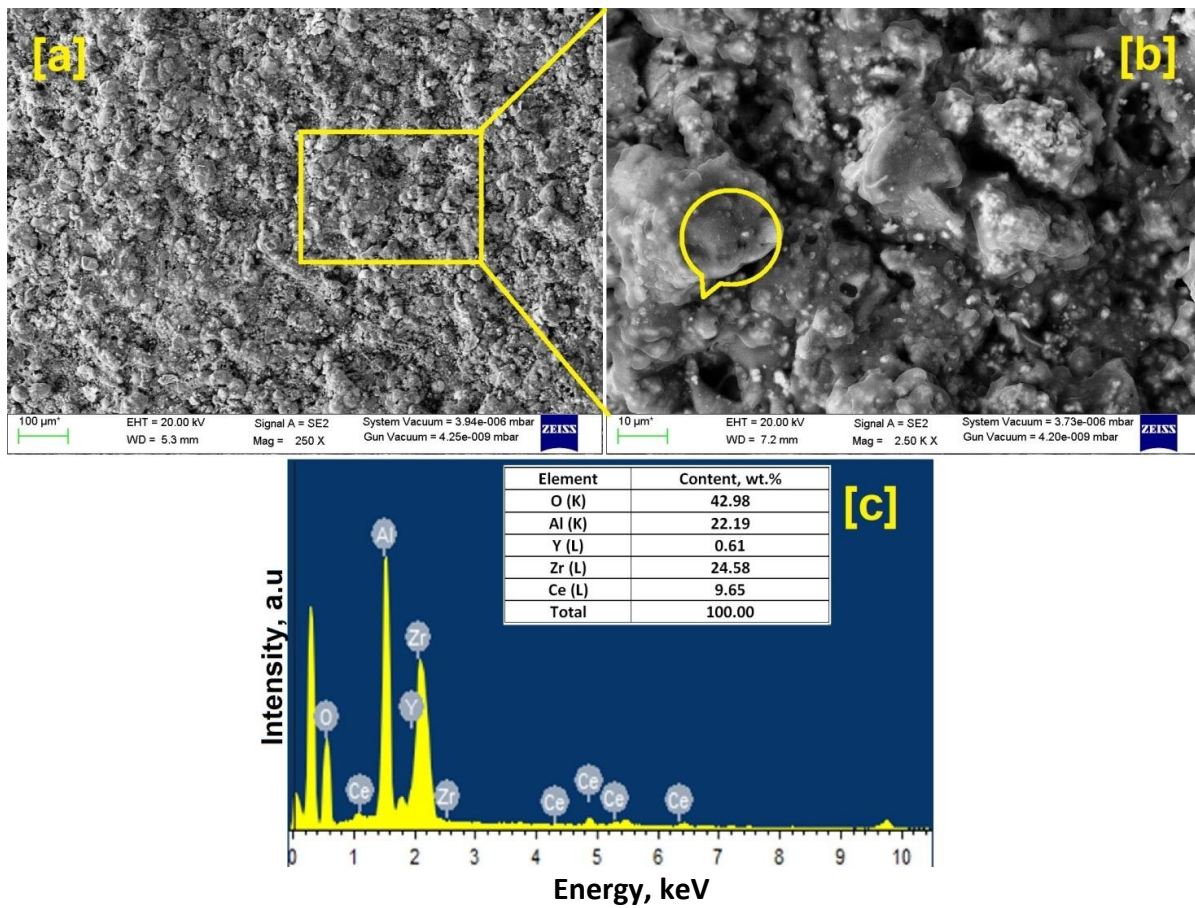 [a]
[b]
100 µm*
EHT = 20.00 kV
Signal A = SE2
System Vacuum = 3.94e-006 mbar
WD = 5.3 mm
Mag = 250 X
Gun Vacuum = 4.25e-009 mbar
ZEISS
10 µm*
EHT = 20.00 kV
Signal A = SE2
System Vacuum = 3.73e-006 mbar
WD = 7.2 mm
Mag = 2.50 K X
Gun Vacuum = 4.20e-009 mbar
ZEISS
[c]
Element Content, wt.%
O (K) 42.98
Al (K) 22.19
Y (L) 0.61
Zr (L) 24.58
Ce (L) 9.65
Total 100.00
Al
Zr
Y
O
Ce
Zr
Ce
Ce
Ce
Ce
Intensity, a.u
0 1 2 3 4 5 6 7 8 9 10
Energy, keV